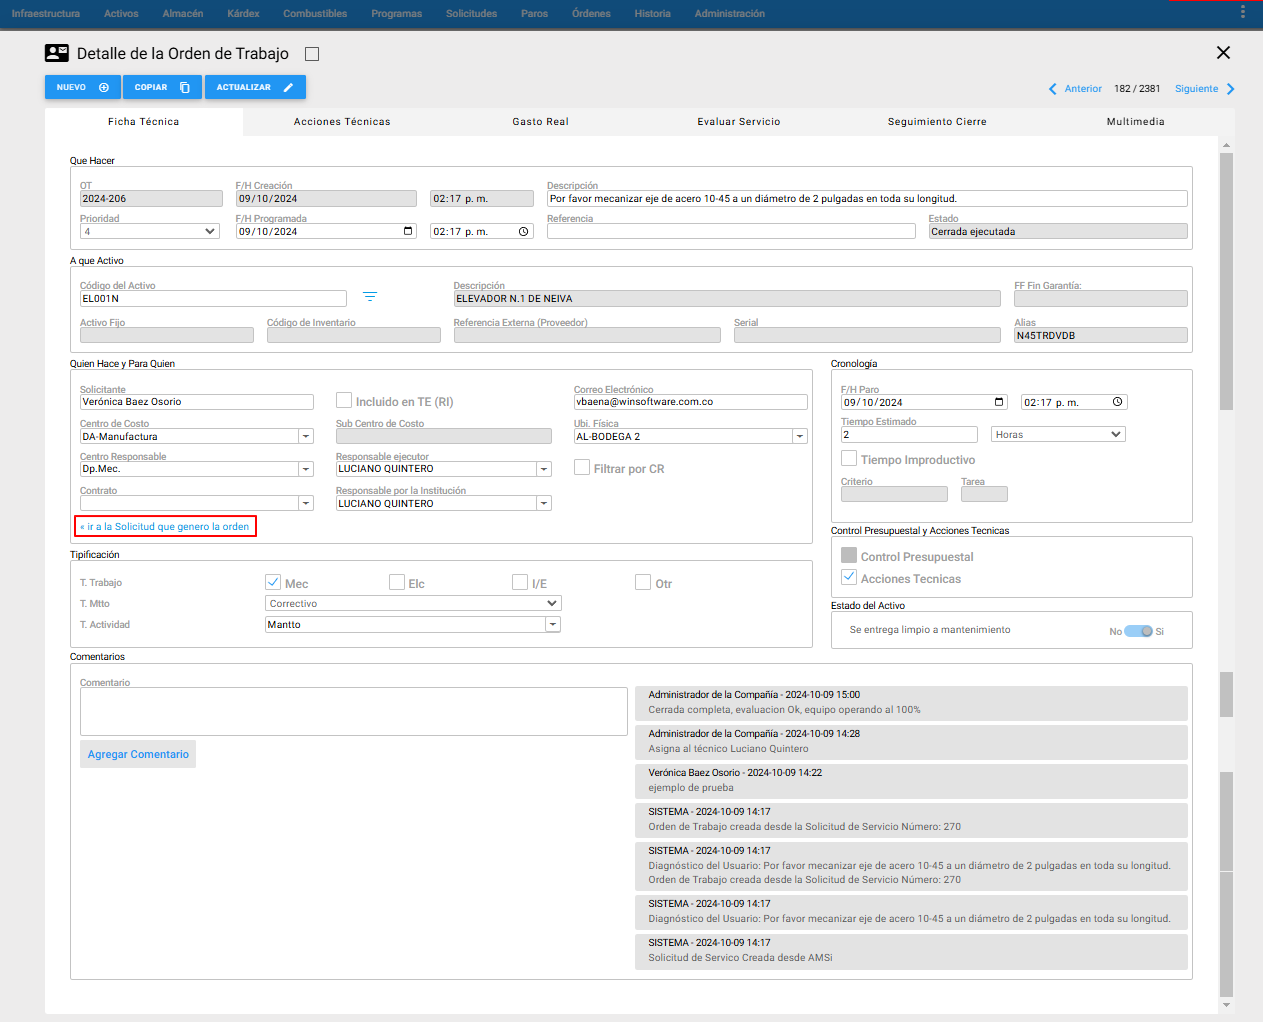 Infraestructura Activos Almacén Kárdex Combustibles Programas Solicitudes Paros Órdenes Historia Administración
Detalle de la Orden de Trabajo
NUEVO COPIAR ACTUALIZAR
Anterior 182 / 2381 Siguiente
Ficha Técnica Acciones Técnicas Gasto Real Evaluar Servicio Seguimiento Cierre Multimedia
Que Hacer
OT F/H Creación Descripción
2024-206 09/10/2024 02:17 p. m. Por favor mecanizar eje de acero 10-45 a un diámetro de 2 pulgadas en toda su longitud.
Prioridad F/H Programada Referencia Estado
4 09/10/2024 02:17 p. m. Cerrada ejecutada
A que Activo
Código del Activo Descripción FF Fin Garantía:
EL001N ELEVADOR N.1 DE NEIVA
Activo Fijo Código de Inventario Referencia Externa (Proveedor) Serial Alias
N45TRDVDB
Quien Hace y Para Quien Cronología
Solicitante Correo Electrónico F/H Paro
Verónica Baez Osorio Incluido en TE (RI) vbaena@winsoftware.com.co 09/10/2024 02:17 p. m.
Centro de Costo Sub Centro de Costo Ubi. Física Tiempo Estimado
DA-Manufactura AL-BODEGA 2 2 Horas
Centro Responsable Responsable ejecutor Tiempo Improductivo
Dp.Mec. LUCIANO QUINTERO Filtrar por CR
Contrato Responsable por la Institución Criterio Tarea
LUCIANO QUINTERO
« ir a la Solicitud que genero la orden
Control Presupuestal y Acciones Tecnicas
Control Presupuestal
Acciones Tecnicas
Tipificación
T. Trabajo Mec Elc I/E Otr
T. Mtto Correctivo
T. Actividad Mantto
Estado del Activo
Se entrega limpio a mantenimiento No Si
Comentarios
Comentario
Agregar Comentario
Administrador de la Compañía - 2024-10-09 15:00
Cerrada completa, evaluacion Ok, equipo operando al 100%
Administrador de la Compañía - 2024-10-09 14:28
Asigna al técnico Luciano Quintero
Verónica Baez Osorio - 2024-10-09 14:22
ejemplo de prueba
SISTEMA - 2024-10-09 14:17
Orden de Trabajo creada desde la Solicitud de Servicio Número: 270
SISTEMA - 2024-10-09 14:17
Diagnóstico del Usuario: Por favor mecanizar eje de acero 10-45 a un diámetro de 2 pulgadas en toda su longitud.
Orden de Trabajo creada desde la Solicitud de Servicio Número: 270
SISTEMA - 2024-10-09 14:17
Diagnóstico del Usuario: Por favor mecanizar eje de acero 10-45 a un diámetro de 2 pulgadas en toda su longitud.
SISTEMA - 2024-10-09 14:17
Solicitud de Servico Creada desde AMSi